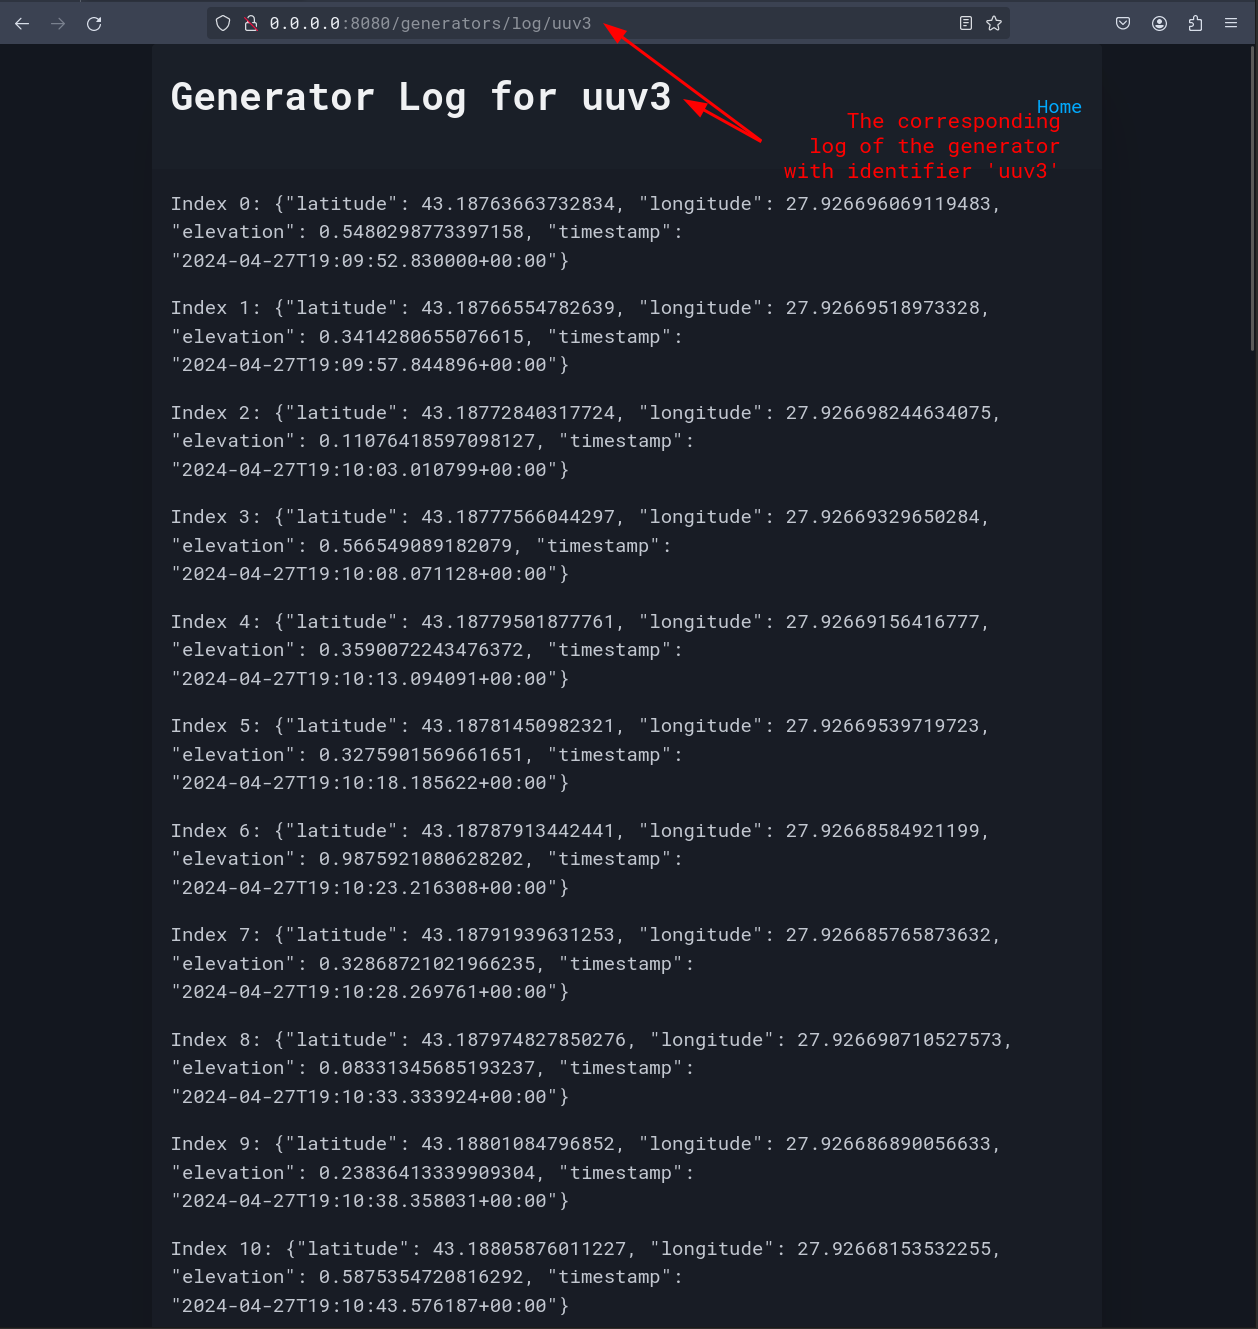 0.0.0.0:8080/generators/log/uuv3
Generator Log for uuv3
Home
The corresponding
log of the generator
with identifier 'uuv3'
Index 0: {"latitude": 43.18763663732834, "longitude": 27.926696069119483,
"elevation": 0.5480298773397158, "timestamp":
"2024-04-27T19:09:52.830000+00:00"}
Index 1: {"latitude": 43.18766554782639, "longitude": 27.92669518973328,
"elevation": 0.3414280655076615, "timestamp":
"2024-04-27T19:09:57.844896+00:00"}
Index 2: {"latitude": 43.18772840317724, "longitude": 27.926698244634075,
"elevation": 0.11076418597098127, "timestamp":
"2024-04-27T19:10:03.010799+00:00"}
Index 3: {"latitude": 43.18777566044297, "longitude": 27.92669329650284,
"elevation": 0.566549089182079, "timestamp":
"2024-04-27T19:10:08.071128+00:00"}
Index 4: {"latitude": 43.18779501877761, "longitude": 27.92669156416777,
"elevation": 0.3590072243476372, "timestamp":
"2024-04-27T19:10:13.094091+00:00"}
Index 5: {"latitude": 43.18781450982321, "longitude": 27.92669539719723,
"elevation": 0.3275901569661651, "timestamp":
"2024-04-27T19:10:18.185622+00:00"}
Index 6: {"latitude": 43.18787913442441, "longitude": 27.92668584921199,
"elevation": 0.9875921080628202, "timestamp":
"2024-04-27T19:10:23.216308+00:00"}
Index 7: {"latitude": 43.18791939631253, "longitude": 27.926685765873632,
"elevation": 0.32868721021966235, "timestamp":
"2024-04-27T19:10:28.269761+00:00"}
Index 8: {"latitude": 43.187974827850276, "longitude": 27.926690710527573,
"elevation": 0.08331345685193237, "timestamp":
"2024-04-27T19:10:33.333924+00:00"}
Index 9: {"latitude": 43.18801084796852, "longitude": 27.926686890056633,
"elevation": 0.23836413339909304, "timestamp":
"2024-04-27T19:10:38.358031+00:00"}
Index 10: {"latitude": 43.18805876011227, "longitude": 27.92668153532255,
"elevation": 0.5875354720816292, "timestamp":
"2024-04-27T19:10:43.576187+00:00"}